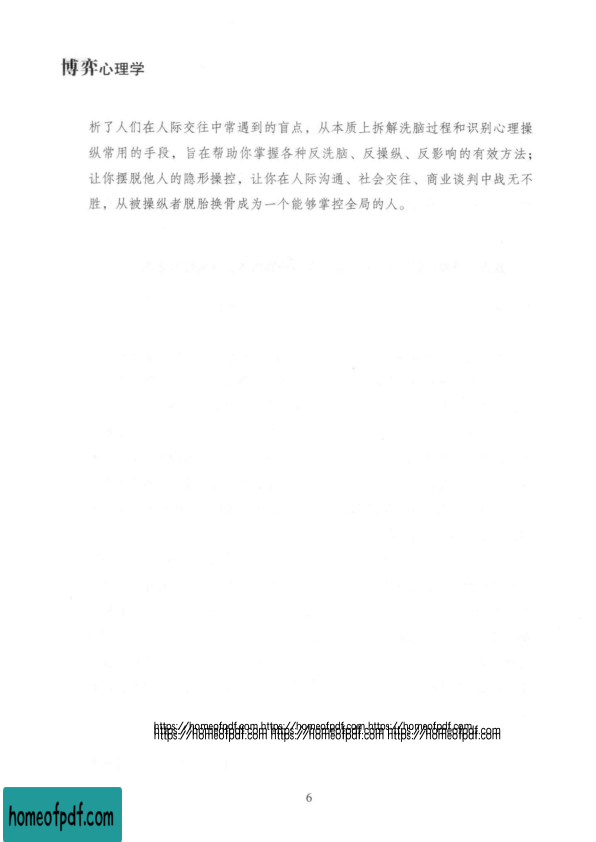 博弈心理学
析了人们在人际交往中常遇到的盲点，从本质上拆解洗脑过程和识别心理操
纵常用的手段，旨在帮助你掌握各种反洗脑、反操纵、反影响的有效方法；
让你摆脱他人的隐形操控，让你在人际沟通、社会交往、商业谈判中战无不
胜，从被操纵者脱胎换骨成为一个能够掌控全局的人。
https://homeofpdf.com https://homeofpdf.com https://homeofpdf.com
https://homeofpdf.com https://homeofpdf.com https://homeofpdf.com
6
homeofpdf.com